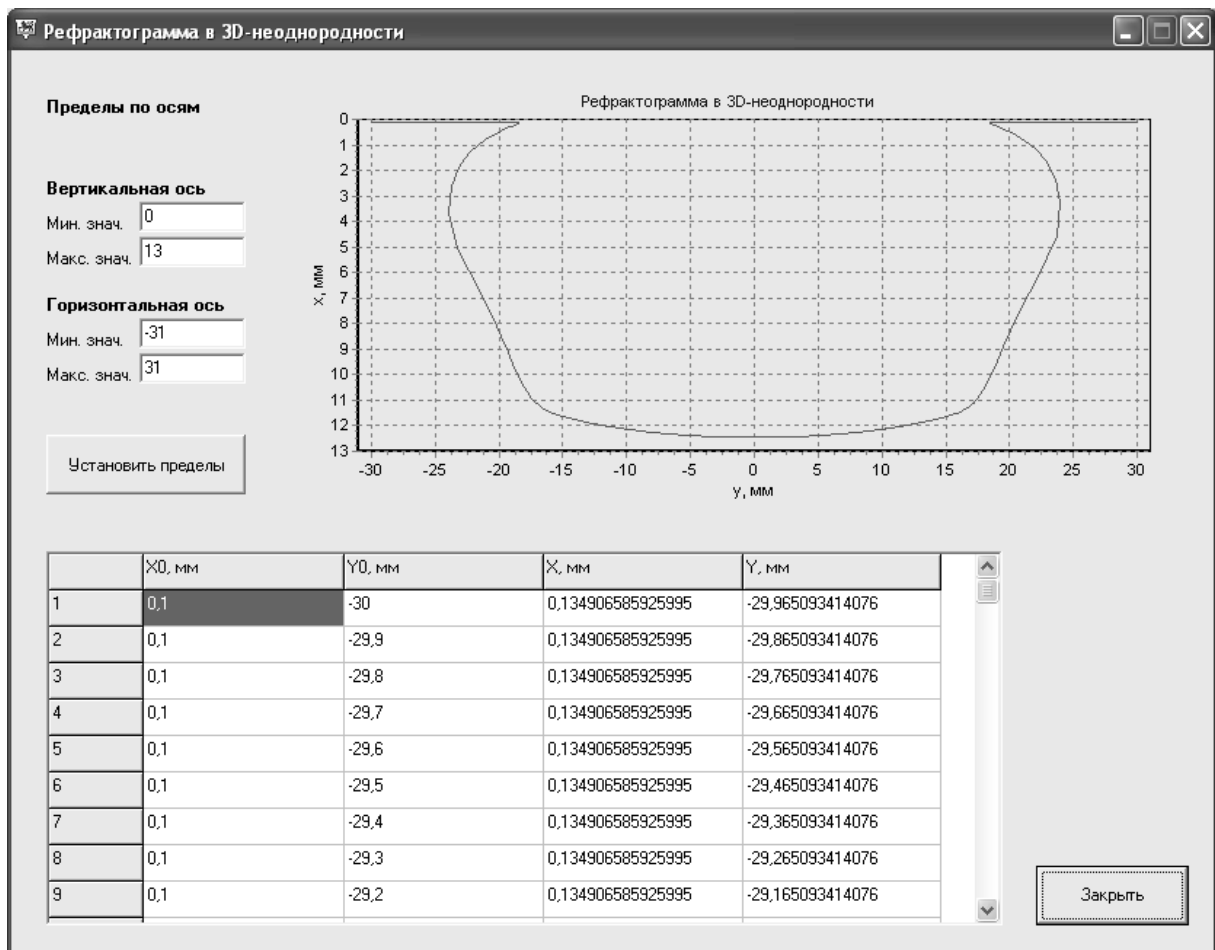 Рефрактограмма в 3D-неоднородности
Пределы по осям
Вертикальная ось
Мин. знач. 0
Макс. знач. 13
Горизонтальная ось
Мин. знач. -31
Макс. знач. 31
Установить пределы
Рефрактограмма в 3D-неоднородности
0
1
2
3
4
5
6
7
8
9
10
11
12
13
x, мм
-30 -25 -20 -15 -10 -5 0 5 10 15 20 25 30
y, мм
X0, мм Y0, мм X, мм Y, мм
1 0,1 -30 0,134906585925995 -29,965093414076
2 0,1 -29,9 0,134906585925995 -29,865093414076
3 0,1 -29,8 0,134906585925995 -29,765093414076
4 0,1 -29,7 0,134906585925995 -29,665093414076
5 0,1 -29,6 0,134906585925995 -29,565093414076
6 0,1 -29,5 0,134906585925995 -29,465093414076
7 0,1 -29,4 0,134906585925995 -29,365093414076
8 0,1 -29,3 0,134906585925995 -29,265093414076
9 0,1 -29,2 0,134906585925995 -29,165093414076
Закрыть